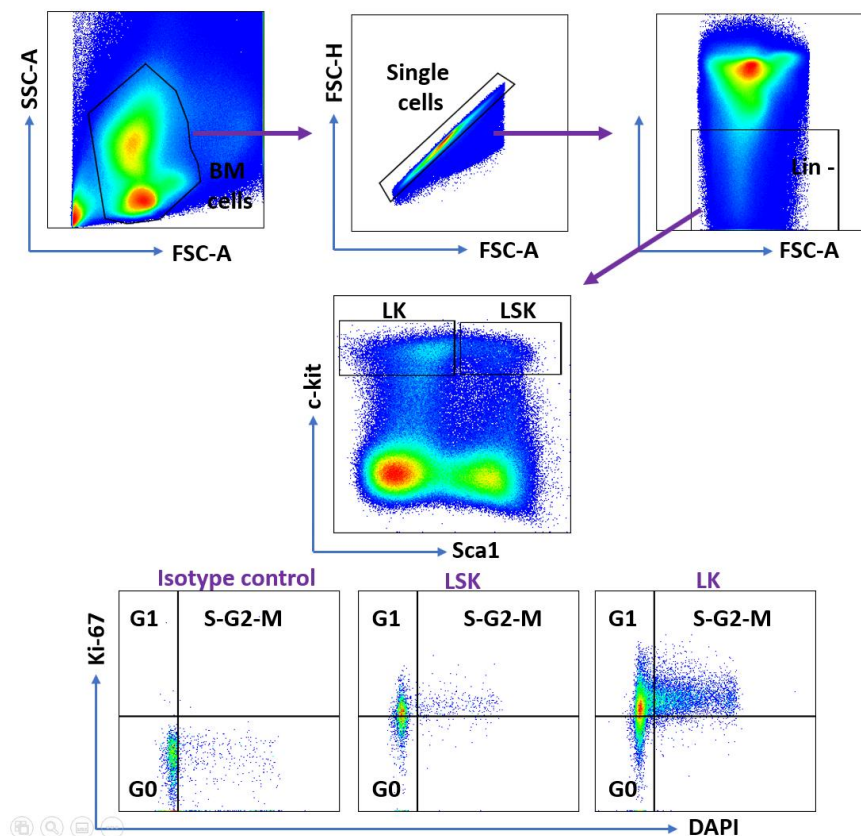 SSC-A
BM
cells
FSC-A
FSC-H
Single
cells
FSC-A
Lin -
FSC-A
LK
LSK
c-kit
Sca1
Isotype control
LSK
LK
Ki-67
G1
S-G2-M
G0
G1
S-G2-M
G0
G1
S-G2-M
G0
DAPI